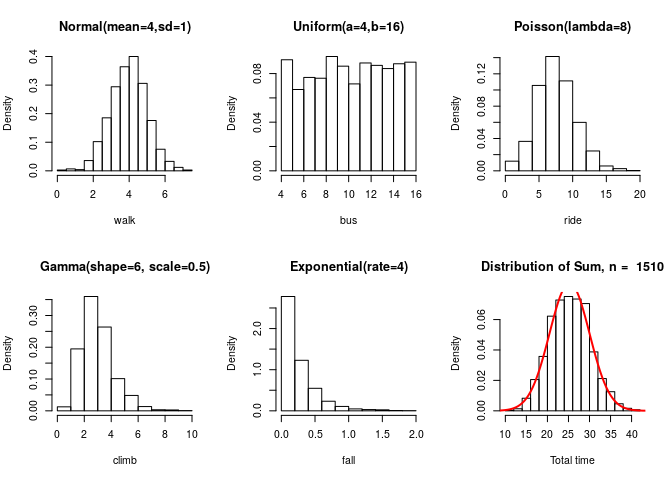 Normal(mean=4,sd=1)
Density
0.0 0.1 0.2 0.3 0.4
0 2 4 6
walk
Uniform(a=4,b=16)
Density
0.00 0.04 0.08
4 6 8 10 12 14 16
bus
Poisson(lambda=8)
Density
0.00 0.04 0.08 0.12
0 5 10 15 20
ride
Gamma(shape=6, scale=0.5)
Density
0.00 0.10 0.20 0.30
0 2 4 6 8 10
climb
Exponential(rate=4)
Density
0.0 1.0 2.0
0.0 0.5 1.0 1.5 2.0
fall
Distribution of Sum, n = 1510
Density
0.00 0.02 0.04 0.06
10 15 20 25 30 35 40
Total time